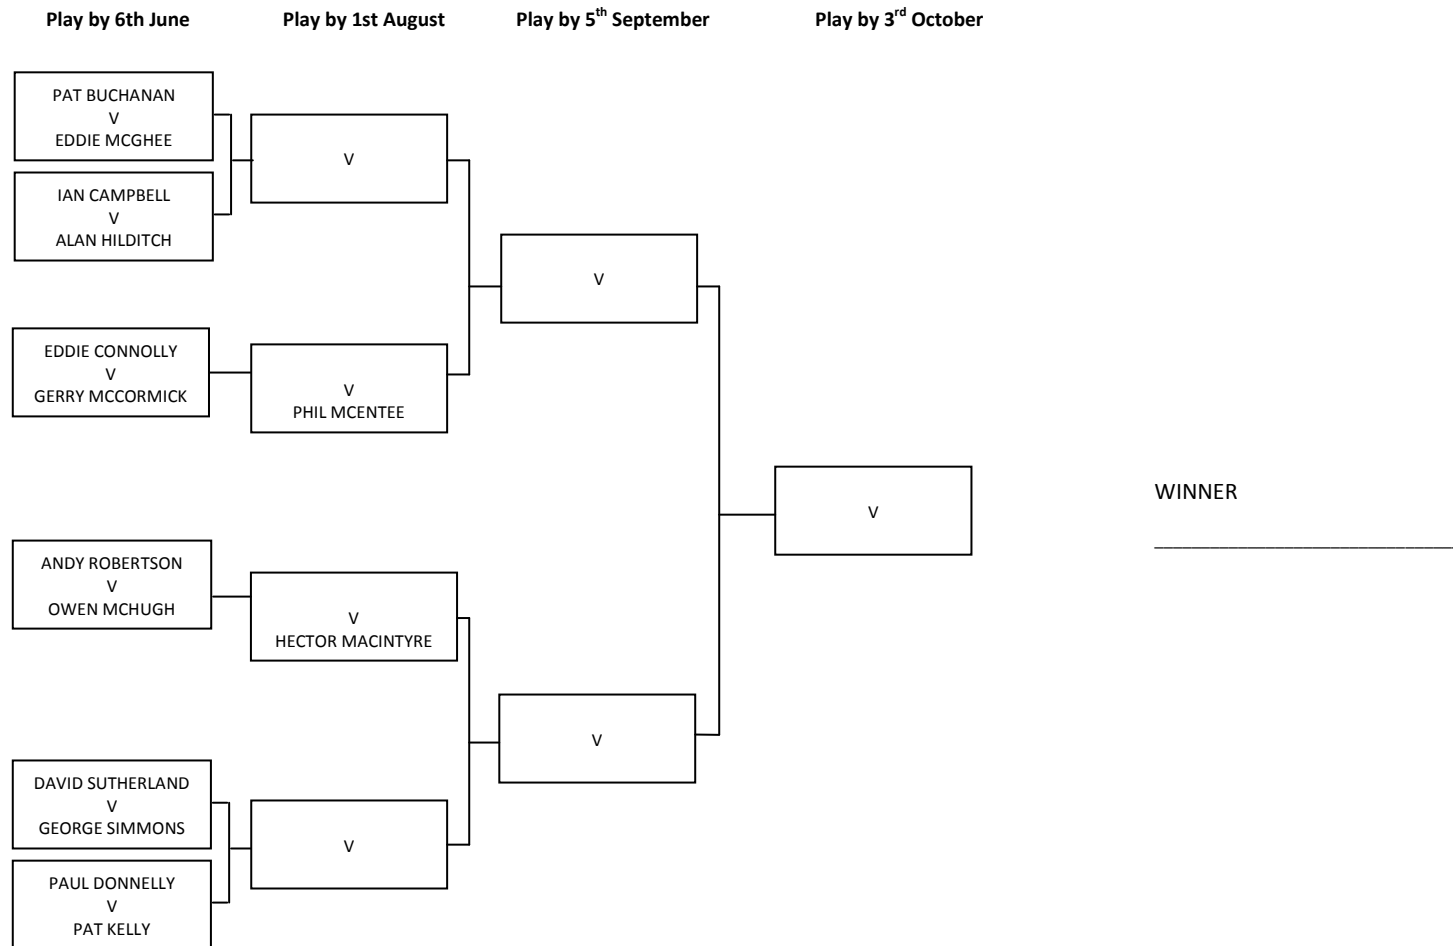 Play by 6th June
Play by 1st August
Play by 5th September
Play by 3rd October
PAT BUCHANAN
V
EDDIE MCGHEE
IAN CAMPBELL
V
ALAN HILDITCH
EDDIE CONNOLLY
V
GERRY MCCORMICK
ANDY ROBERTSON
V
OWEN MCHUGH
DAVID SUTHERLAND
V
GEORGE SIMMONS
PAUL DONNELLY
V
PAT KELLY
V
V
PHIL MCENTEE
V
HECTOR MACINTYRE
V
V
V
V
WINNER